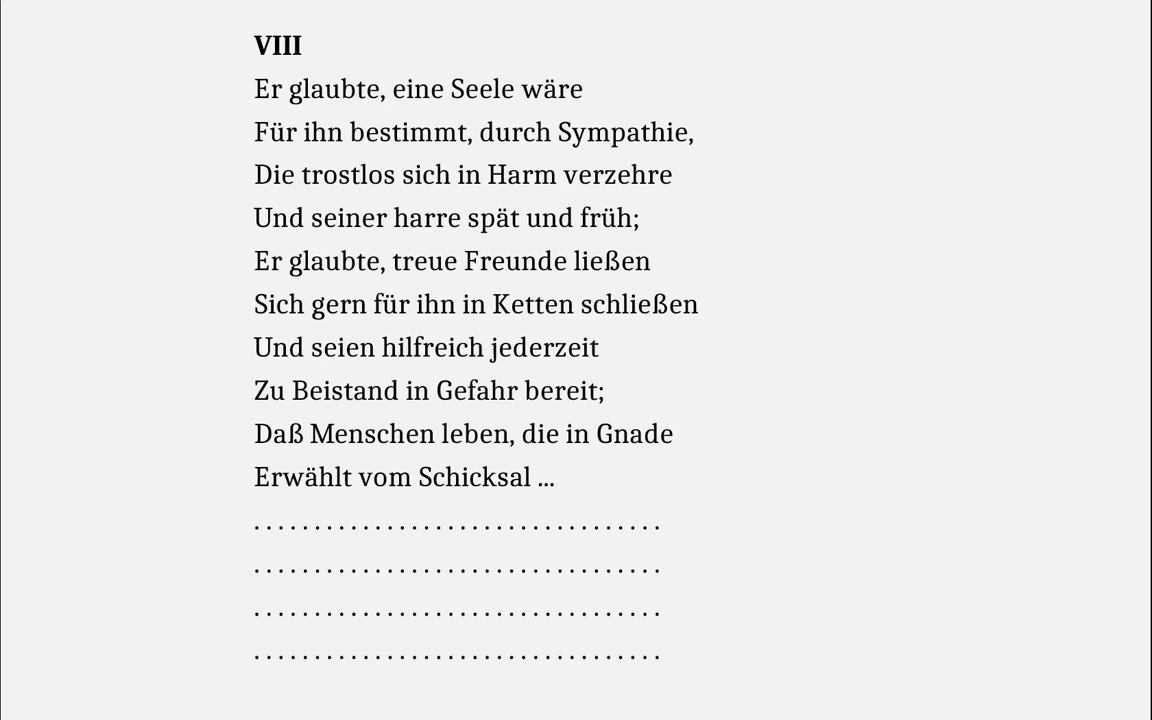 VIII
Er glaubte, eine Seele wäre
Für ihn bestimmt, durch Sympathie,
Die trostlos sich in Harm verzehre
Und seiner harre spät und früh;
Er glaubte, treue Freunde ließen
Sich gern für ihn in Ketten schließen
Und seien hilfreich jederzeit
Zu Beistand in Gefahr bereit;
Daß Menschen leben, die in Gnade
Erwählt vom Schicksal ...
. . . . . . . . . . . . . . . . . . . . . . . . . . . . . . . . . .
. . . . . . . . . . . . . . . . . . . . . . . . . . . . . . . . . .
. . . . . . . . . . . . . . . . . . . . . . . . . . . . . . . . . .
. . . . . . . . . . . . . . . . . . . . . . . . . . . . . . . . . .